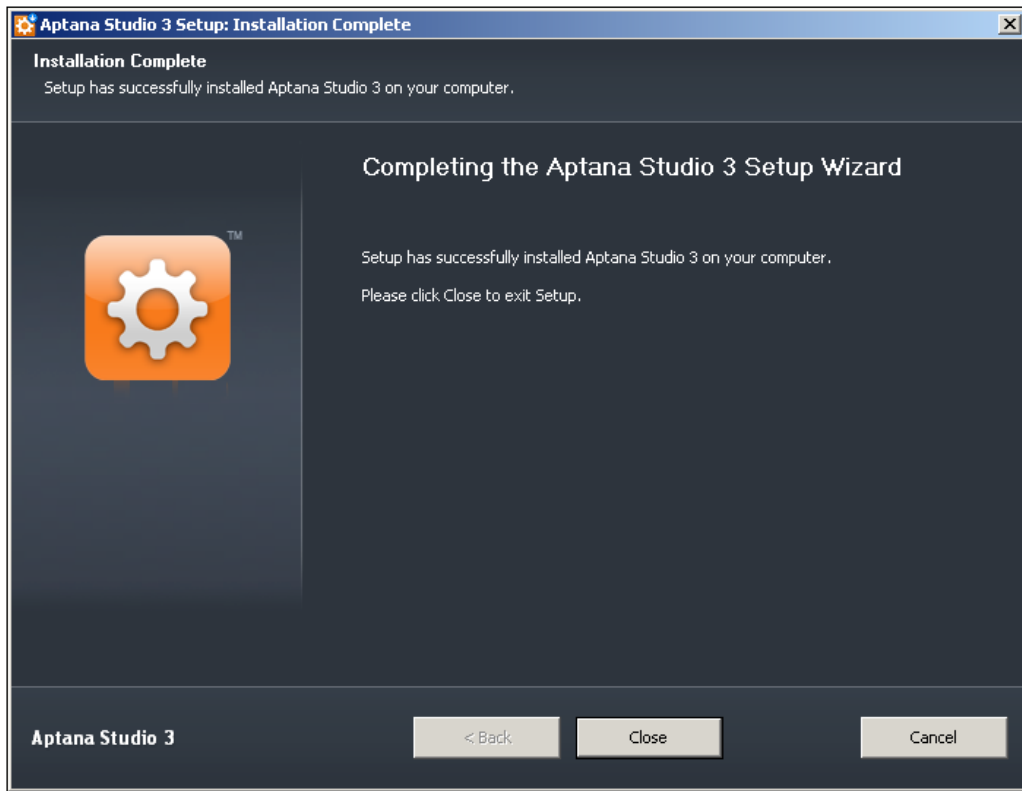 Aptana Studio 3 Setup: Installation Complete
Installation Complete
Setup has successfully installed Aptana Studio 3 on your computer.
Completing the Aptana Studio 3 Setup Wizard
TM
Setup has successfully installed Aptana Studio 3 on your computer.
Please click Close to exit Setup.
Aptana Studio 3
< Back
Close
Cancel